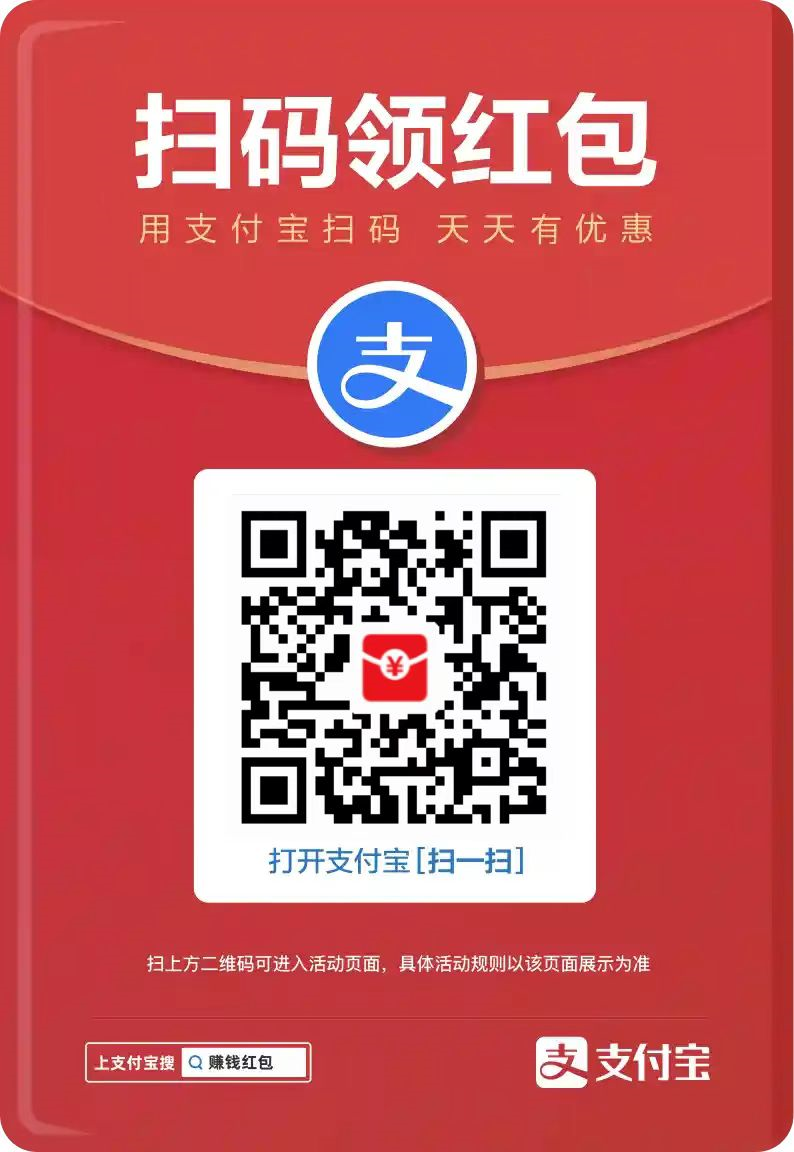 扫码领红包
用支付宝扫码 天天有优惠
支
¥
打开支付宝[扫一扫]
扫上方二维码可进入活动页面，具体活动规则以该页面展示为准
上支付宝搜 赚钱红包
支 支付宝